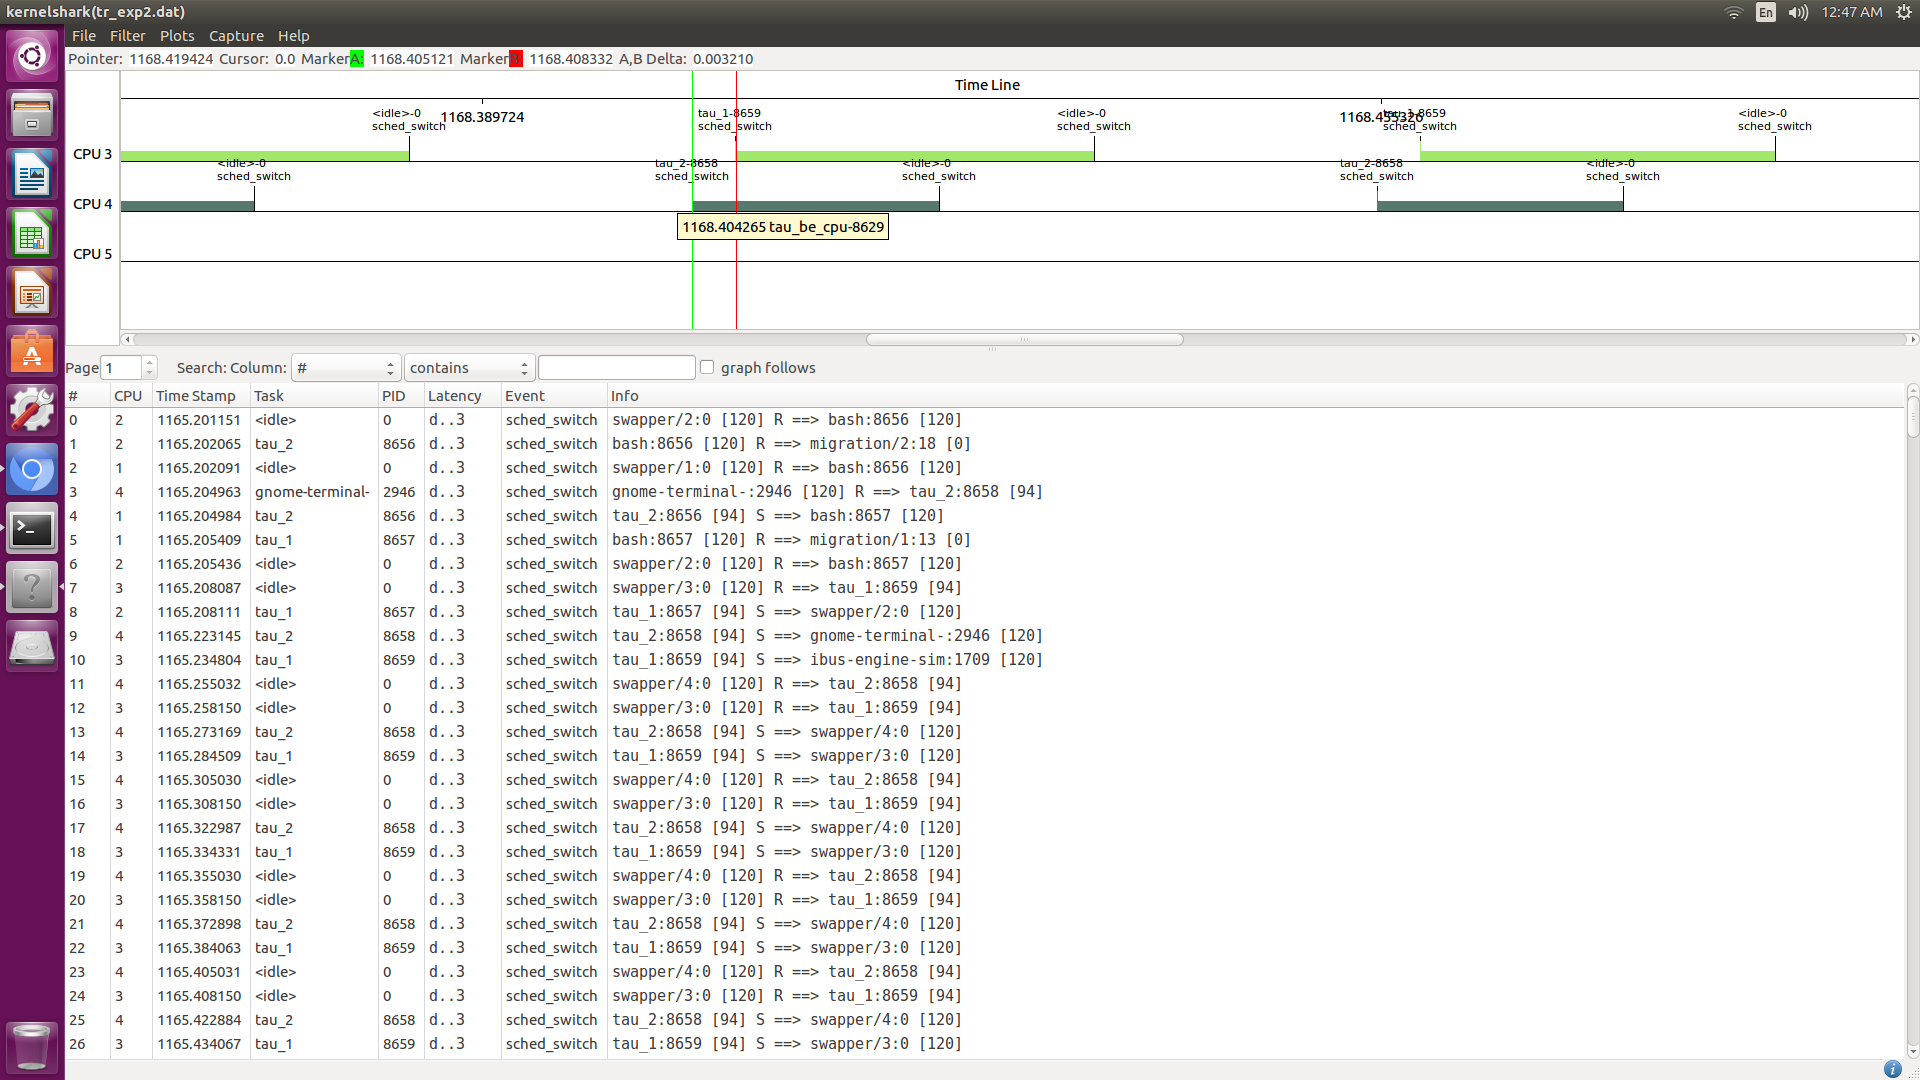 kernelshark(tr_exp2.dat)
En
12:47 AM
File Filter Plots Capture Help
Pointer: 1168.419424 Cursor: 0.0 Marker A: 1168.405121 Marker 1168.408332 A,B Delta: 0.003210
Time Line
1168.389724
<idle>-0
sched_switch
tau_1-8659
sched_switch
<idle>-0
sched_switch
tau_1-8659
sched_switch
<idle>-0
sched_switch
CPU 3
<idle>-0
sched_switch
tau_2-8658
sched_switch
<idle>-0
sched_switch
tau_2-8658
sched_switch
<idle>-0
sched_switch
CPU 4
1168.404265 tau_be_cpu-8629
CPU 5
Page 1 Search: Column: # contains graph follows
# CPU Time Stamp Task PID Latency Event Info
0 2 1165.201151 <idle> 0 d..3 sched_switch swapper/2:0 [120] R ==> bash:8656 [120]
1 2 1165.202065 tau_2 8656 d..3 sched_switch bash:8656 [120] R ==> migration/2:18 [0]
2 1 1165.202091 <idle> 0 d..3 sched_switch swapper/1:0 [120] R ==> bash:8656 [120]
3 4 1165.204963 gnome-terminal- 2946 d..3 sched_switch gnome-terminal-:2946 [120] R ==> tau_2:8658 [94]
4 1 1165.204984 tau_2 8656 d..3 sched_switch tau_2:8656 [94] S ==> bash:8657 [120]
5 1 1165.205409 tau_1 8657 d..3 sched_switch bash:8657 [120] R ==> migration/1:13 [0]
6 2 1165.205436 <idle> 0 d..3 sched_switch swapper/2:0 [120] R ==> bash:8657 [120]
7 3 1165.208087 <idle> 0 d..3 sched_switch swapper/3:0 [120] R ==> tau_1:8659 [94]
8 2 1165.208111 tau_1 8657 d..3 sched_switch tau_1:8657 [94] S ==> swapper/2:0 [120]
9 4 1165.223145 tau_2 8658 d..3 sched_switch tau_2:8658 [94] S ==> gnome-terminal-:2946 [120]
10 3 1165.234804 tau_1 8659 d..3 sched_switch tau_1:8659 [94] S ==> ibus-engine-sim:1709 [120]
11 4 1165.255032 <idle> 0 d..3 sched_switch swapper/4:0 [120] R ==> tau_2:8658 [94]
12 3 1165.258150 <idle> 0 d..3 sched_switch swapper/3:0 [120] R ==> tau_1:8659 [94]
13 4 1165.273169 tau_2 8658 d..3 sched_switch tau_2:8658 [94] S ==> swapper/4:0 [120]
14 3 1165.284509 tau_1 8659 d..3 sched_switch tau_1:8659 [94] S ==> swapper/3:0 [120]
15 4 1165.305030 <idle> 0 d..3 sched_switch swapper/4:0 [120] R ==> tau_2:8658 [94]
16 3 1165.308150 <idle> 0 d..3 sched_switch swapper/3:0 [120] R ==> tau_1:8659 [94]
17 4 1165.322987 tau_2 8658 d..3 sched_switch tau_2:8658 [94] S ==> swapper/4:0 [120]
18 3 1165.334331 tau_1 8659 d..3 sched_switch tau_1:8659 [94] S ==> swapper/3:0 [120]
19 4 1165.355030 <idle> 0 d..3 sched_switch swapper/4:0 [120] R ==> tau_2:8658 [94]
20 3 1165.358150 <idle> 0 d..3 sched_switch swapper/3:0 [120] R ==> tau_1:8659 [94]
21 4 1165.372898 tau_2 8658 d..3 sched_switch tau_2:8658 [94] S ==> swapper/4:0 [120]
22 3 1165.384063 tau_1 8659 d..3 sched_switch tau_1:8659 [94] S ==> swapper/3:0 [120]
23 4 1165.405031 <idle> 0 d..3 sched_switch swapper/4:0 [120] R ==> tau_2:8658 [94]
24 3 1165.408150 <idle> 0 d..3 sched_switch swapper/3:0 [120] R ==> tau_1:8659 [94]
25 4 1165.422884 tau_2 8658 d..3 sched_switch tau_2:8658 [94] S ==> swapper/4:0 [120]
26 3 1165.434067 tau_1 8659 d..3 sched_switch tau_1:8659 [94] S ==> swapper/3:0 [120]